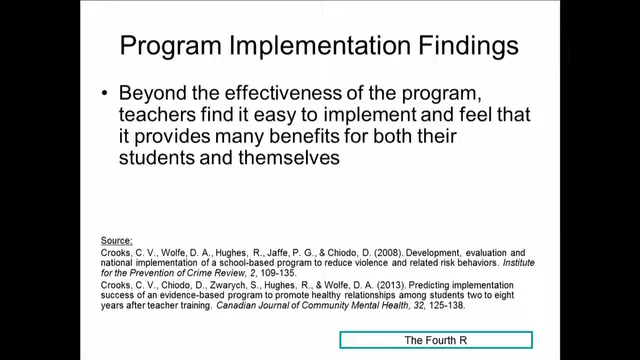 Program Implementation Findings
• Beyond the effectiveness of the program,
teachers find it easy to implement and feel that
it provides many benefits for both their
students and themselves
Source:
Crooks, C. V., Wolfe, D. A., Hughes, R., Jaffe, P. G., & Chiodo, D. (2008). Development, evaluation and
national implementation of a school-based program to reduce violence and related risk behaviors. Institute
for the Prevention of Crime Review, 2, 109-135.
Crooks, C. V., Chiodo, D., Zwarych, S., Hughes, R., & Wolfe, D. A. (2013). Predicting implementation
success of an evidence-based program to promote healthy relationships among students two to eight
years after teacher training. Canadian Journal of Community Mental Health, 32, 125-138.
The Fourth R